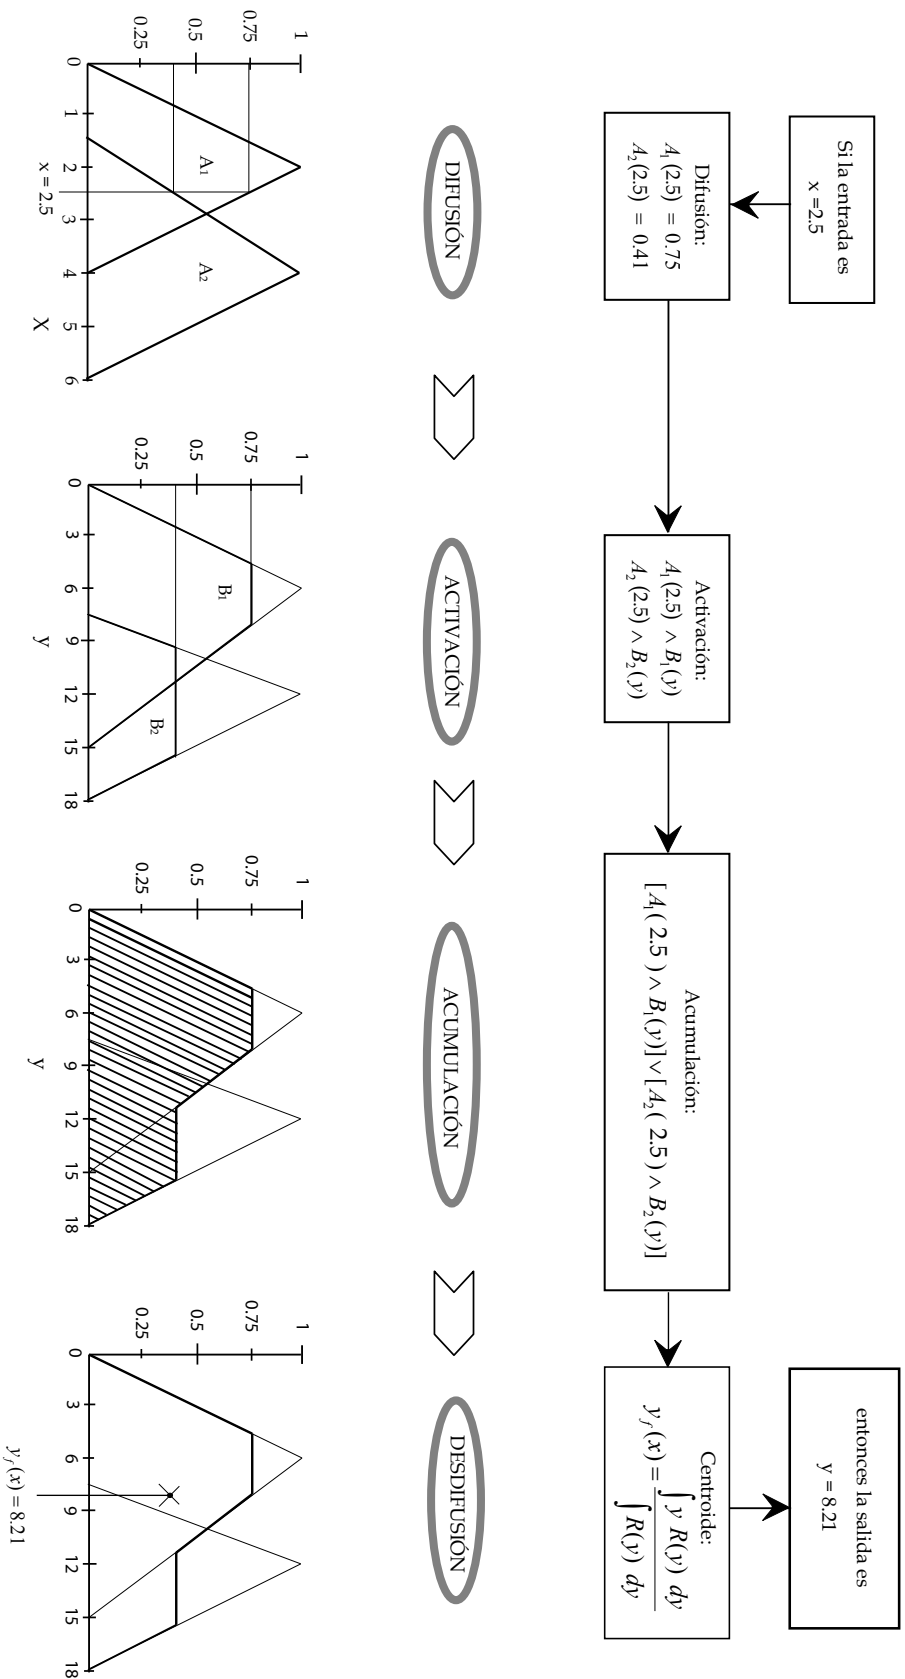 Si la entrada es
x =2.5
Difusión:
A₁(2.5) = 0.75
A₂(2.5) = 0.41
Activación:
A₁(2.5) ∧ B₁(y)
A₂(2.5) ∧ B₂(y)
Acumulación:
[A₁( 2.5 ) ∧ B₁(y)] ∨ [A₂( 2.5 ) ∧ B₂(y)]
entonces la salida es
y = 8.21
Centroide:
y_f(x) = ∫ y R(y) dy / ∫ R(y) dy
DIFUSIÓN
ACTIVACIÓN
ACUMULACIÓN
DESDIFUSIÓN
1
0.75
0.5
0.25
A₁
A₂
0 1 2 3 4 5 6
x = 2.5
X
1
0.75
0.5
0.25
B₁
B₂
0 3 6 9 12 15 18
y
1
0.75
0.5
0.25
0 3 6 9 12 15 18
y
1
0.75
0.5
0.25
0 3 6 9 12 15 18
y_f(x) = 8.21